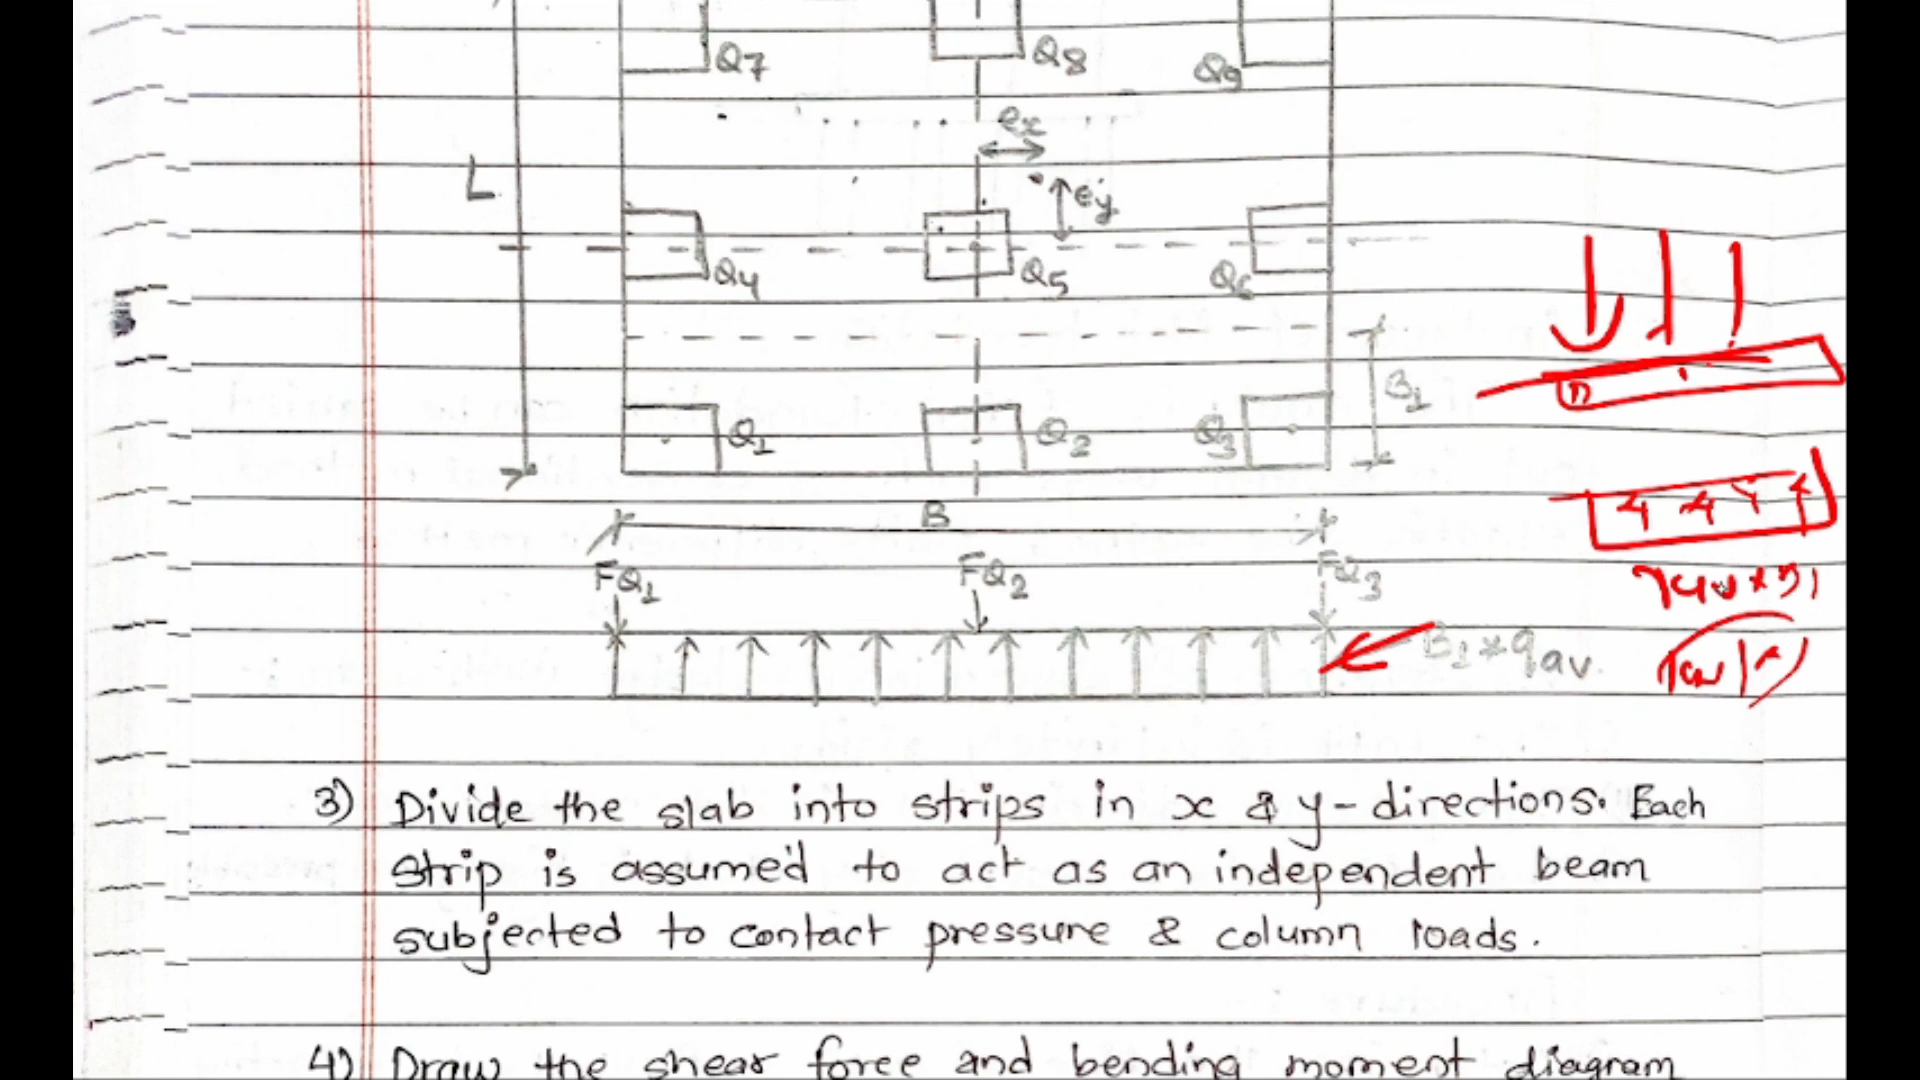 Q7 Q8 Q9
ex
L
ey
Q4 Q5 Q6
B1
Q1 Q2 Q3
B
FQ1 FQ2 FQ3
B1*qav
3) Divide the slab into strips in x & y-directions. Each
strip is assumed to act as an independent beam
subjected to contact pressure & column loads.
4) Draw the shear force and bending moment diagram